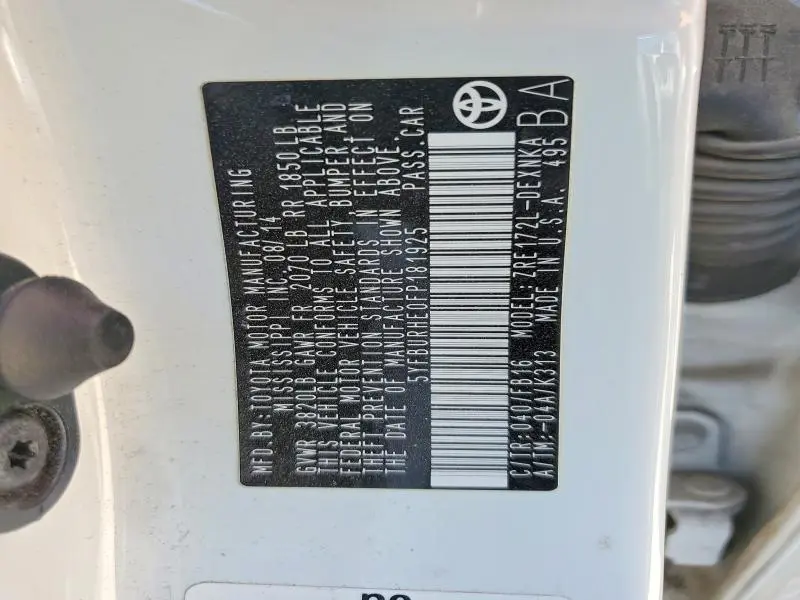 MFD.BY:TOYOTA MOTOR MANUFACTURING
MISSISSIPPI INC. 08/14
GVWR 3820LB GAWR FR 2070 LB RR 1850LB
THIS VEHICLE CONFORMS TO ALL APPLICABLE
FEDERAL MOTOR VEHICLE SAFETY, BUMPER, AND
THEFT PREVENTION STANDARDS IN EFFECT ON
THE DATE OF MANUFACTURE SHOWN ABOVE.
5YFBURHE0FP181925 PASS.CAR
C/TR:040/FB16 MODEL:ZRE172L-DEXNKA
A/TM:-04A/K313 MADE IN U.S.A. 495 BA